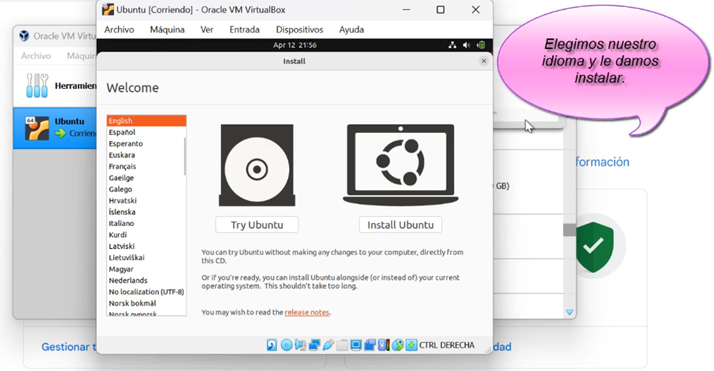 Ubuntu [Corriendo] - Oracle VM VirtualBox
Archivo Máquina Ver Entrada Dispositivos Ayuda
Apr 12 21:56
Install
Welcome
English
Español
Esperanto
Euskara
Français
Gaeilge
Galego
Hrvatski
Íslenska
Italiano
Kurdî
Latviski
Lietuviškai
Magyar
Nederlands
No localization (UTF-8)
Norsk bokmål
Norsk nynorsk
Try Ubuntu
Install Ubuntu
You can try Ubuntu without making any changes to your computer, directly from
this CD.
Or if you're ready, you can install Ubuntu alongside (or instead of) your current
operating system. This shouldn't take too long.
You may wish to read the release notes.
CTRL DERECHA
Oracle VM Virt
Archivo Máquina
Herramien
64
Ubuntu
Corriendo
Elegimos nuestro
idioma y le damos
instalar.
formación
GB)
Gestionar t
dad